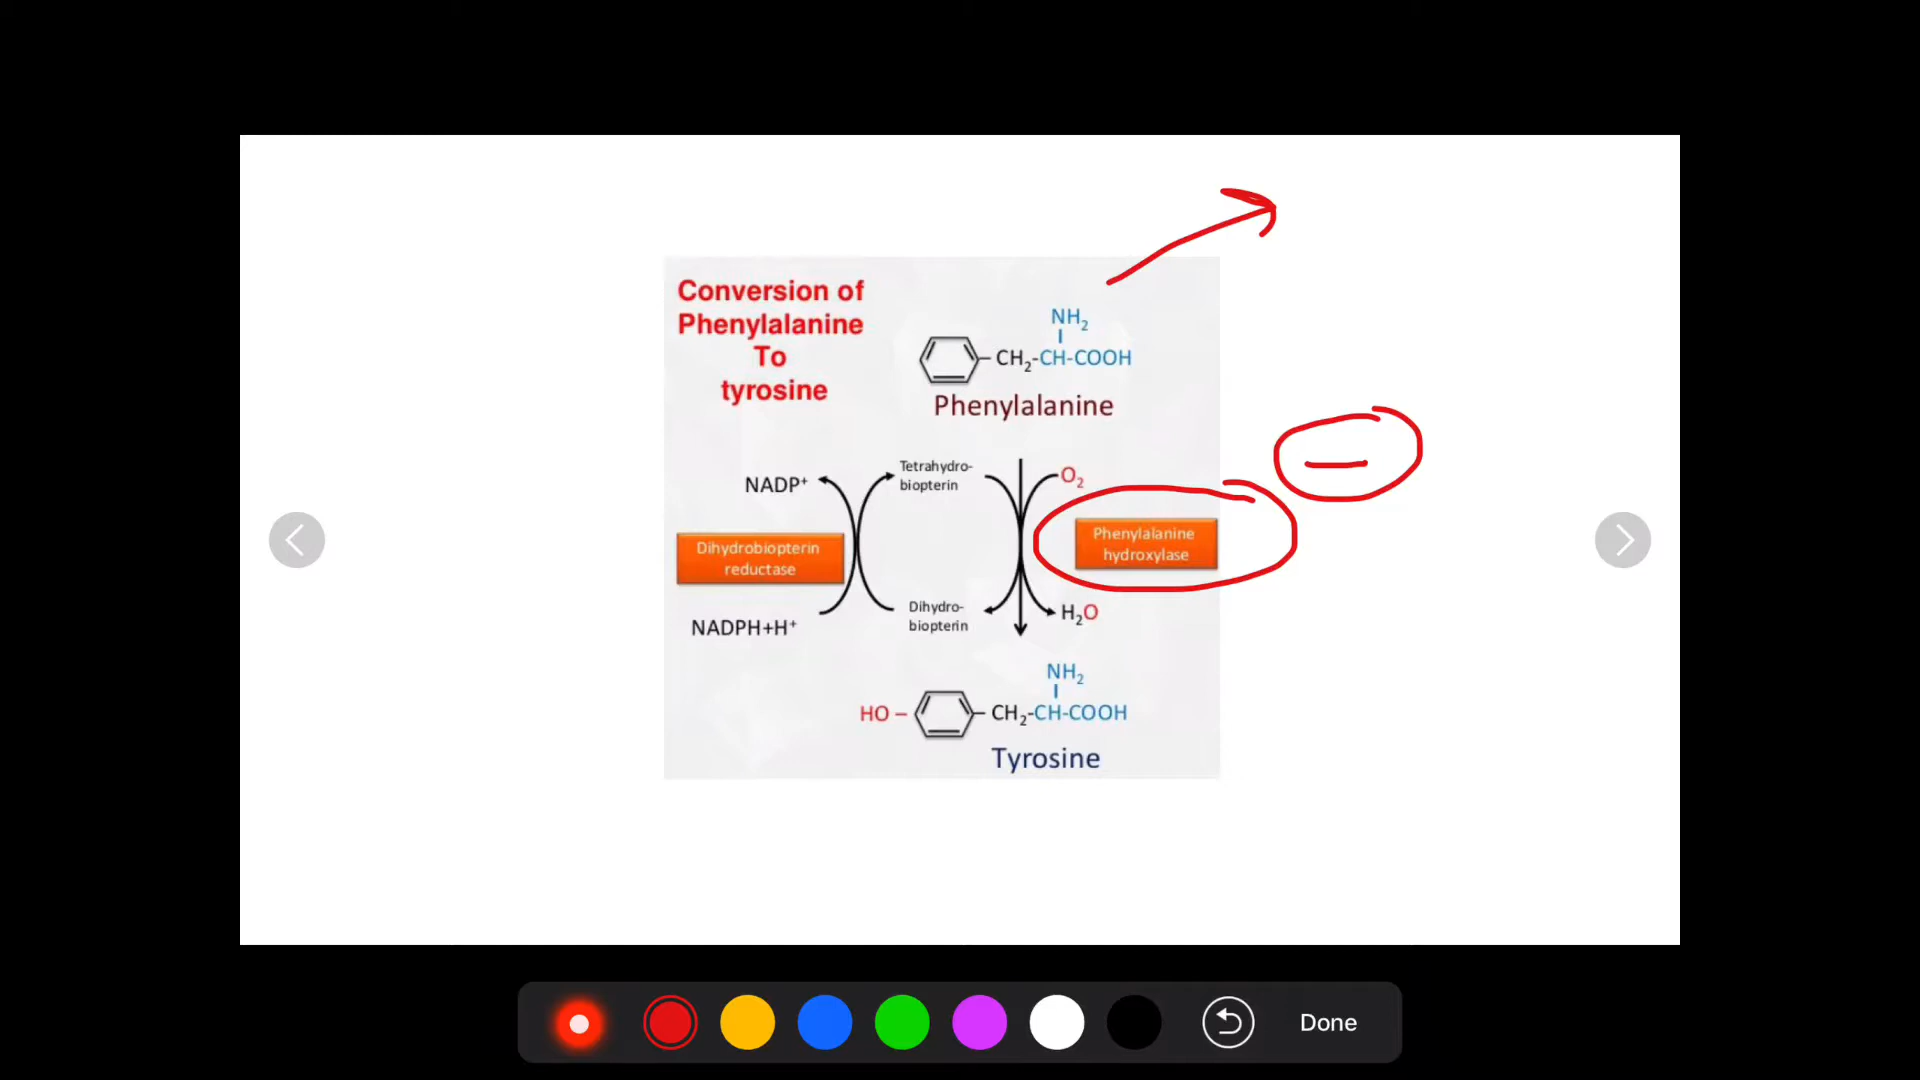 Conversion of
Phenylalanine
To
tyrosine
NH2
CH2-CH-COOH
Phenylalanine
Tetrahydro-
biopterin
NADP+
O2
Phenylalanine
hydroxylase
Dihydrobiopterin
reductase
Dihydro-
biopterin
H2O
NADPH+H+
NH2
HO – CH2-CH-COOH
Tyrosine
Done